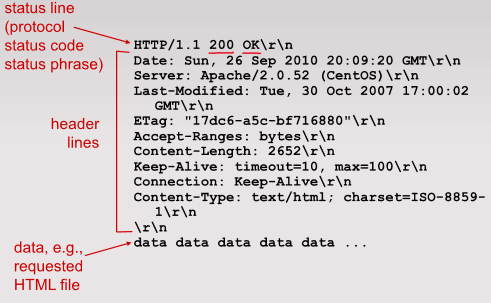 status line
(protocol
status code
status phrase)
HTTP/1.1 200 OK\r\n
Date: Sun, 26 Sep 2010 20:09:20 GMT\r\n
Server: Apache/2.0.52 (CentOS)\r\n
Last-Modified: Tue, 30 Oct 2007 17:00:02
GMT\r\n
ETag: "17dc6-a5c-bf716880"\r\n
Accept-Ranges: bytes\r\n
Content-Length: 2652\r\n
Keep-Alive: timeout=10, max=100\r\n
Connection: Keep-Alive\r\n
Content-Type: text/html; charset=ISO-8859-
1\r\n
\r\n
header
lines
data data data data data ...
data, e.g.,
requested
HTML file